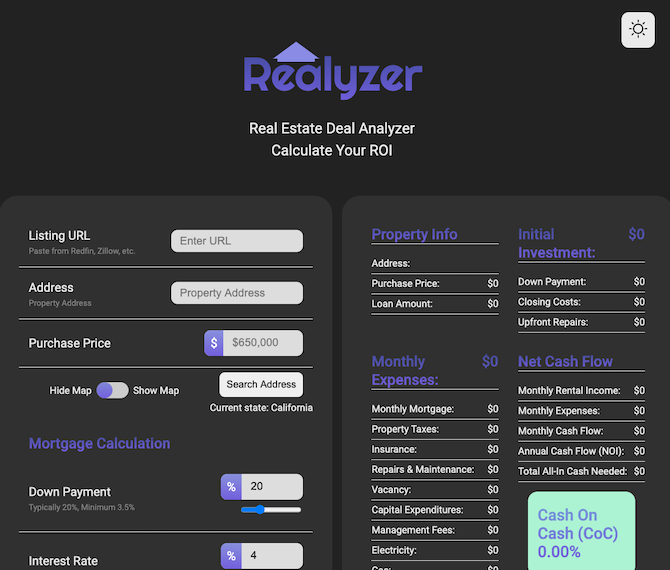 Realyzer
Real Estate Deal Analyzer
Calculate Your ROI
Listing URL
Paste from Redfin, Zillow, etc.
Enter URL
Address
Property Address
Property Address
Purchase Price
$
$650,000
Hide Map
Show Map
Search Address
Current state: California
Mortgage Calculation
Down Payment
Typically 20%, Minimum 3.5%
%
20
Interest Rate
%
4
Property Info
Address:
Purchase Price: $0
Loan Amount: $0
Initial $0
Investment:
Down Payment: $0
Closing Costs: $0
Upfront Repairs: $0
Monthly $0
Expenses:
Monthly Mortgage: $0
Property Taxes: $0
Insurance: $0
Repairs & Maintenance: $0
Vacancy: $0
Capital Expenditures: $0
Management Fees: $0
Electricity: $0
Gas: $0
Net Cash Flow
Monthly Rental Income: $0
Monthly Expenses: $0
Monthly Cash Flow: $0
Annual Cash Flow (NOI): $0
Total All-In Cash Needed: $0
Cash On
Cash (CoC)
0.00%